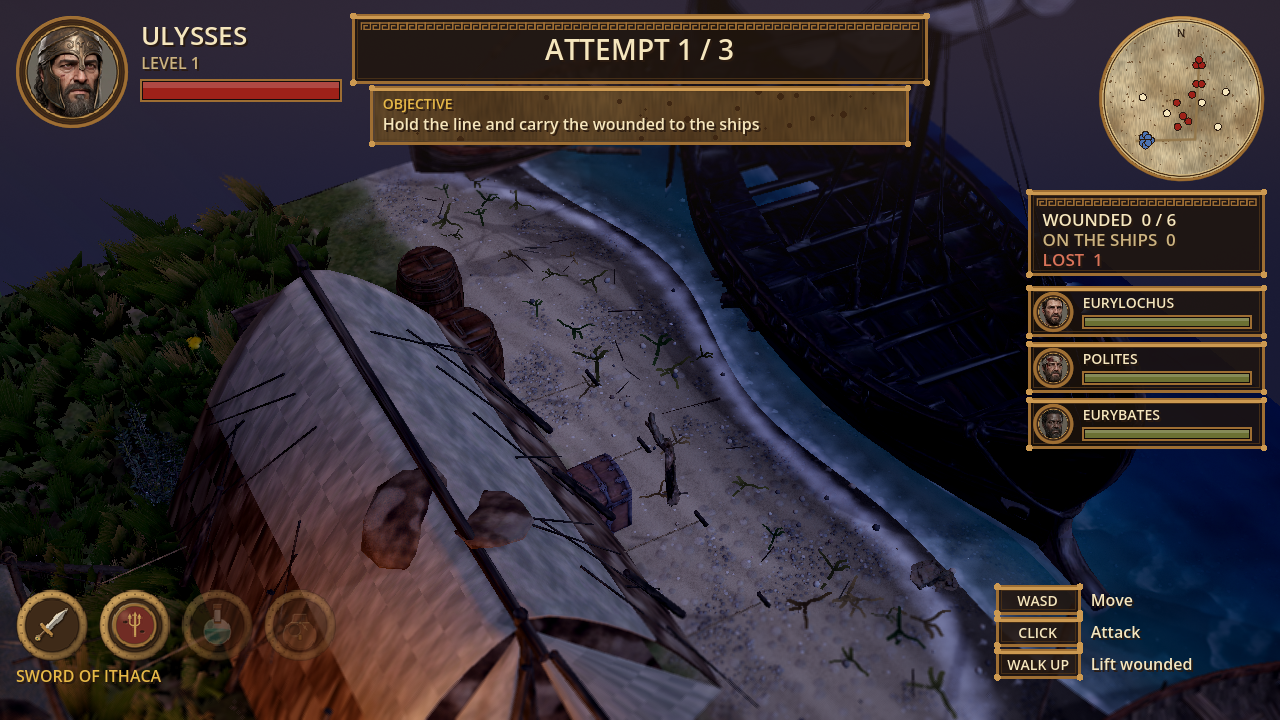 ULYSSES
LEVEL 1
ATTEMPT 1 / 3
OBJECTIVE
Hold the line and carry the wounded to the ships
N
WOUNDED 0 / 6
ON THE SHIPS 0
LOST 1
EURYLOCHUS
POLITES
EURYBATES
SWORD OF ITHACA
WASD Move
CLICK Attack
WALK UP Lift wounded